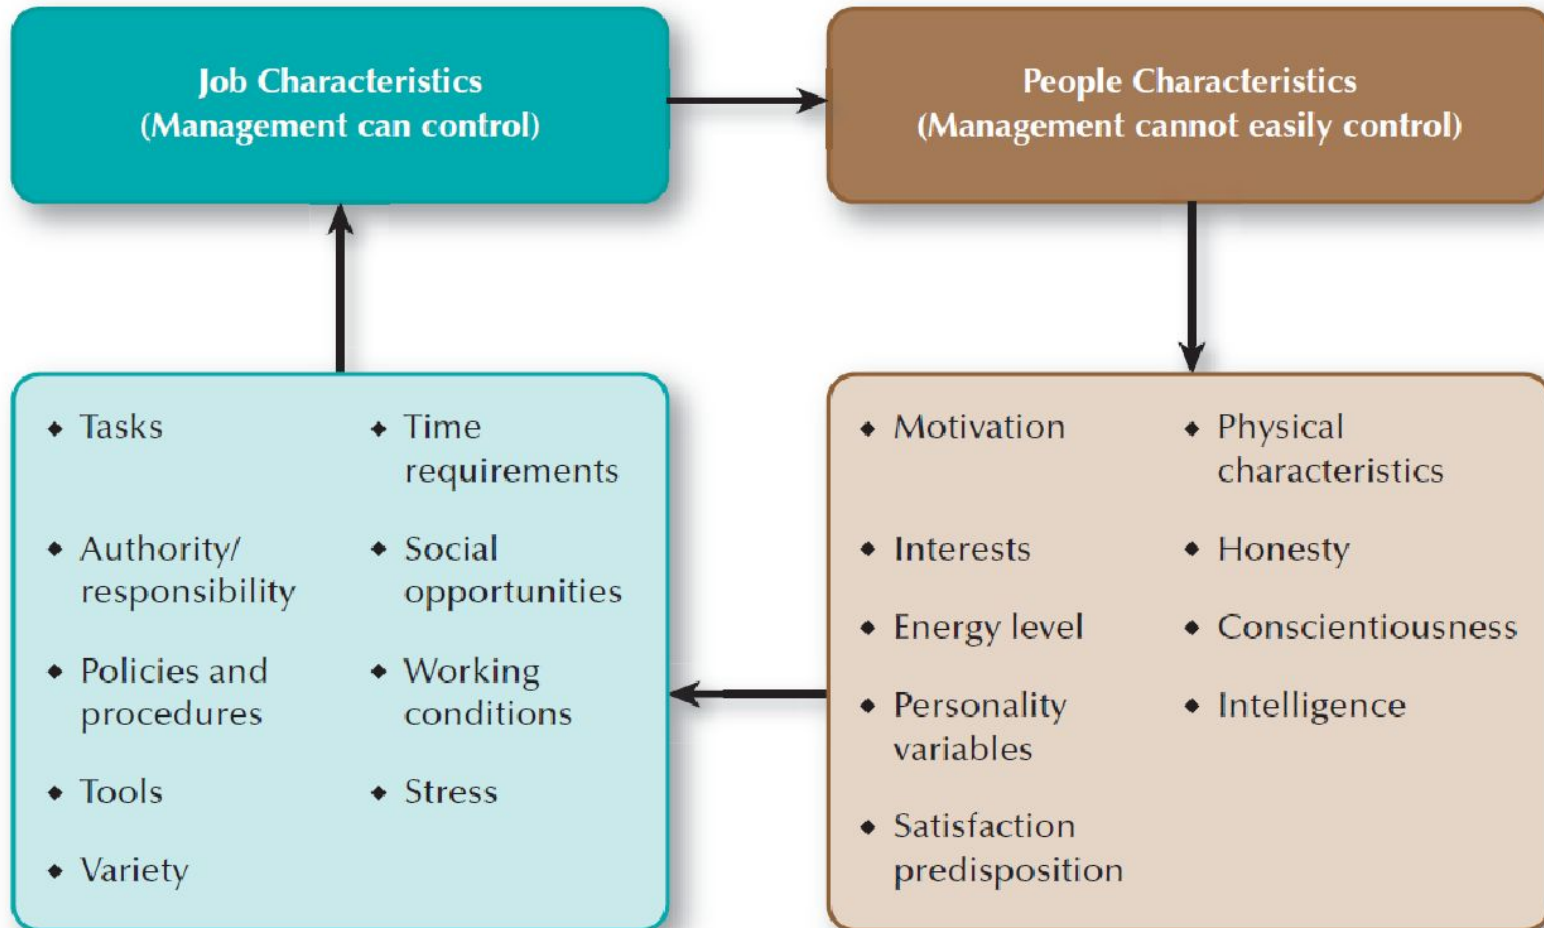 Job Characteristics
(Management can control)
People Characteristics
(Management cannot easily control)
◆ Tasks
◆ Authority/
responsibility
◆ Policies and
procedures
◆ Tools
◆ Variety
◆ Time
requirements
◆ Social
opportunities
◆ Working
conditions
◆ Stress
◆ Motivation
◆ Interests
◆ Energy level
◆ Personality
variables
◆ Satisfaction
predisposition
◆ Physical
characteristics
◆ Honesty
◆ Conscientiousness
◆ Intelligence